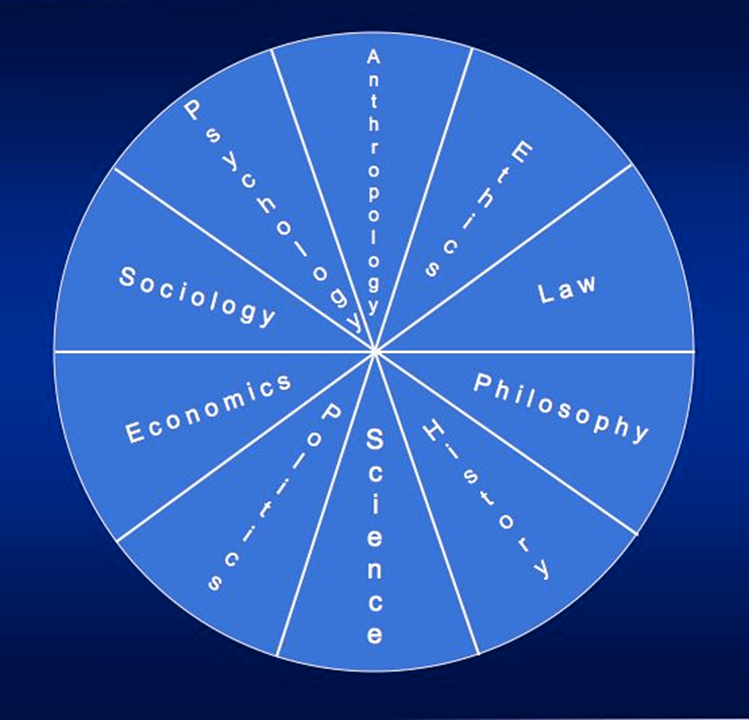 Anthropology
Ethics
Law
Philosophy
History
Science
Politics
Economics
Sociology
Psychology